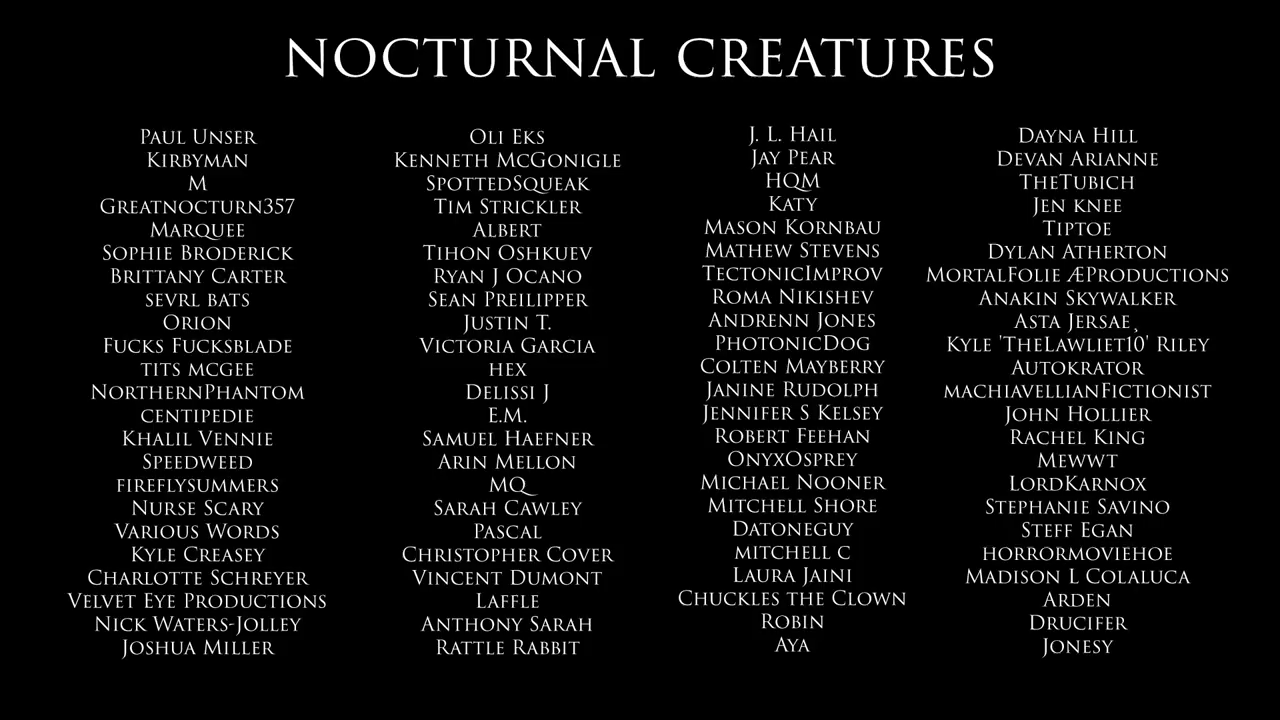 NOCTURNAL CREATURES
Paul Unser
Kirbyman
M
Greatnocturn357
Marquee
Sophie Broderick
Brittany Carter
sevrl bats
Orion
Fucks Fucksblade
tits mcgee
NorthernPhantom
centipedie
Khalil Vennie
Speedweed
fireflysummers
Nurse Scary
Various Words
Kyle Creasey
Charlotte Schreyer
Velvet Eye Productions
Nick Waters-Jolley
Joshua Miller
Oli Eks
Kenneth McGonigle
SpottedSqueak
Tim Strickler
Albert
Tihon Oshkuev
Ryan J Ocano
Sean Preilipper
Justin T.
Victoria Garcia
hex
Delissi J
E.M.
Samuel Haefner
Arin Mellon
MQ
Sarah Cawley
Pascal
Christopher Cover
Vincent Dumont
Laffle
Anthony Sarah
Rattle Rabbit
J. L. Hail
Jay Pear
HQM
Katy
Mason Kornbau
Mathew Stevens
TectonicImprov
Roma Nikishev
Andrenn Jones
PhotonicDog
Colten Mayberry
Janine Rudolph
Jennifer S Kelsey
Robert Feehan
OnyxOsprey
Michael Nooner
Mitchell Shore
Datoneguy
mitchell c
Laura Jaini
Chuckles the Clown
Robin
Aya
Dayna Hill
Devan Arianne
TheTubich
Jen knee
Tiptoe
Dylan Atherton
MortalFolie ÆProductions
Anakin Skywalker
Asta Jersae¸
Kyle 'TheLawliet10' Riley
Autokrator
machiavellianFictionist
John Hollier
Rachel King
Mewwt
LordKarnox
Stephanie Savino
Steff Egan
horrormoviehoe
Madison L Colaluca
Arden
Drucifer
Jonesy